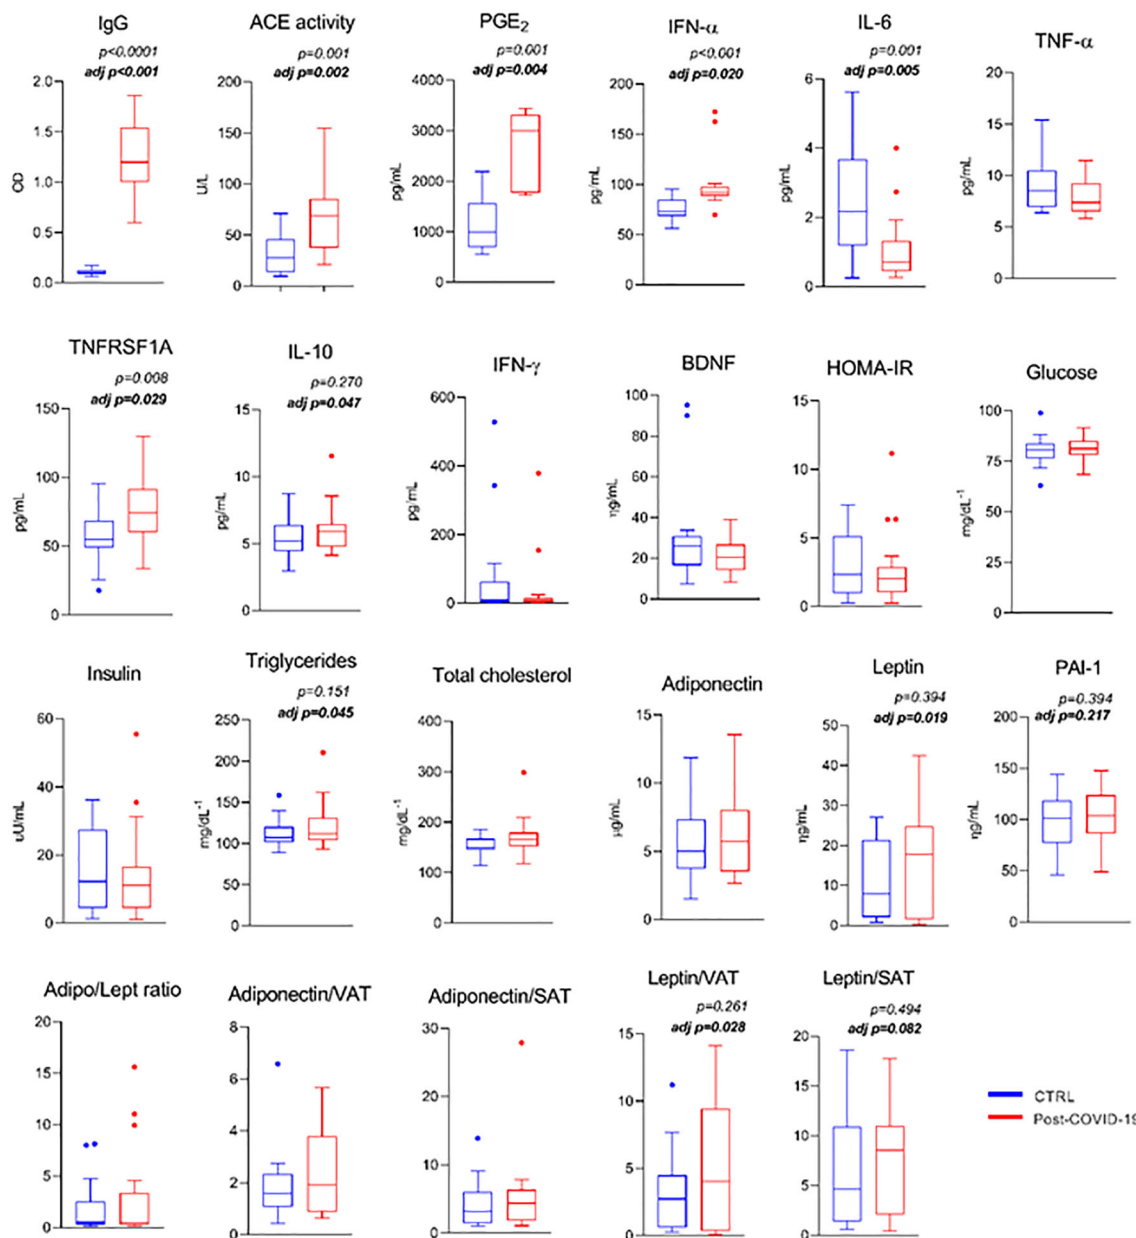 IgG
p<0.0001
adj p<0.001
2.0
1.5
1.0
0.5
0.0
OD
ACE activity
p=0.001
adj p=0.002
200
150
100
50
0
U/L
PGE₂
p=0.001
adj p=0.004
4000
3000
2000
1000
0
pg/mL
IFN-α
p<0.001
adj p=0.020
200
150
100
50
0
pg/mL
IL-6
p=0.001
adj p=0.005
6
4
2
0
pg/mL
TNF-α
20
15
10
5
0
pg/mL
TNFRSF1A
p=0.008
adj p=0.029
150
100
50
0
pg/mL
IL-10
p=0.270
adj p=0.047
15
10
5
0
pg/mL
IFN-γ
600
400
200
0
pg/mL
BDNF
100
80
60
40
20
0
ηg/mL
HOMA-IR
15
10
5
0
Glucose
100
75
50
25
0
mg/dL⁻¹
Insulin
60
40
20
0
uU/mL
Triglycerides
p=0.151
adj p=0.045
250
200
150
100
50
0
mg/dL⁻¹
Total cholesterol
400
300
200
100
0
mg/dL⁻¹
Adiponectin
15
10
5
0
μg/mL
Leptin
p=0.394
adj p=0.019
50
40
30
20
10
0
ηg/mL
PAI-1
p=0.394
adj p=0.217
200
150
100
50
0
ηg/mL
Adipo/Lept ratio
20
15
10
5
0
Adiponectin/VAT
8
6
4
2
0
Adiponectin/SAT
30
20
10
0
Leptin/VAT
p=0.261
adj p=0.028
15
10
5
0
Leptin/SAT
p=0.494
adj p=0.082
20
15
10
5
0
CTRL
Post-COVID-19